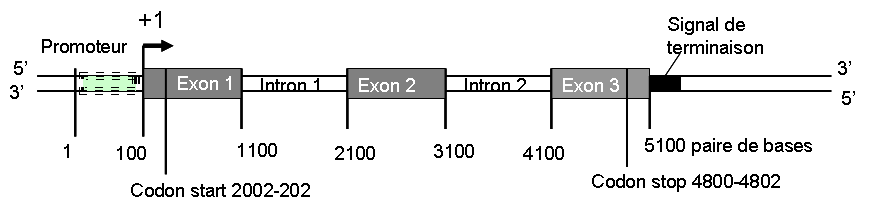 +1
Signal de
terminaison
Promoteur
5’ 3’
Exon 1 Intron 1 Exon 2 Intron 2 Exon 3
3’ 5’
1 100 1100 2100 3100 4100 5100 paire de bases
Codon start 2002-202 Codon stop 4800-4802